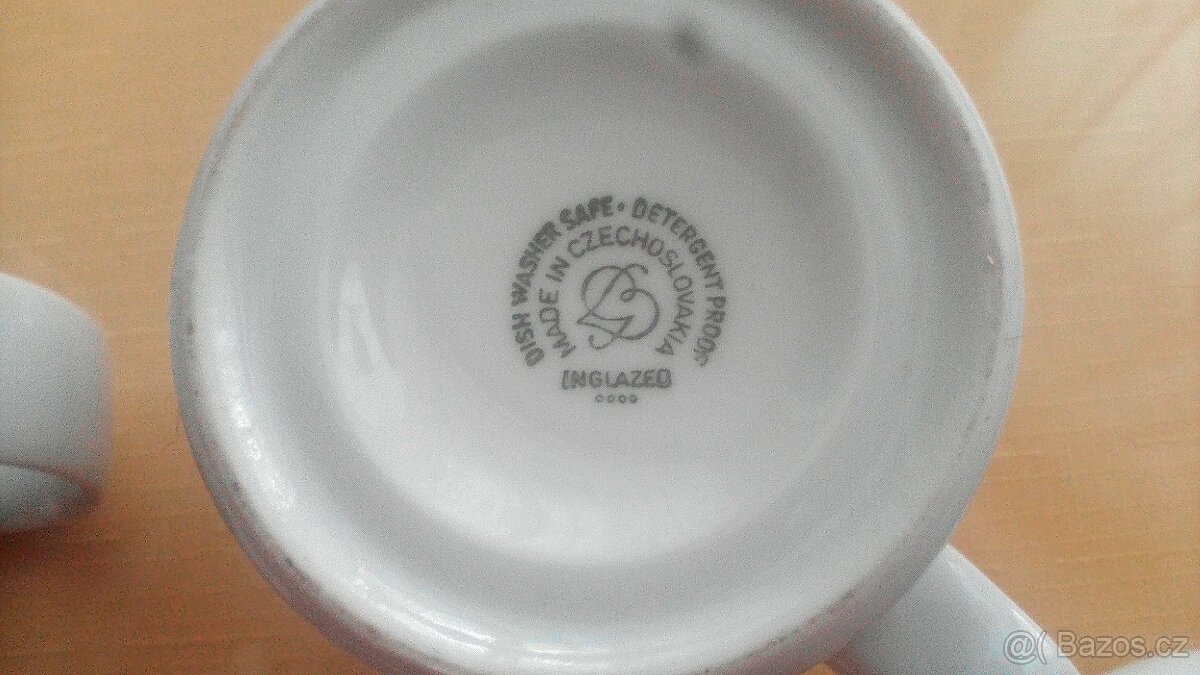 DISH WASHER SAFE • DETERGENT PROOF
MADE IN CZECHOSLOVAKIA
INGLAZED
@( Bazos.cz